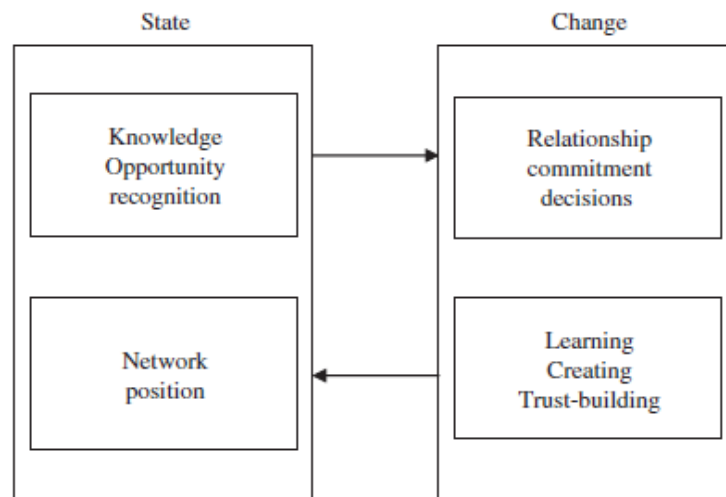 State
Change
Knowledge
Opportunity
recognition
Relationship
commitment
decisions
Network
position
Learning
Creating
Trust-building